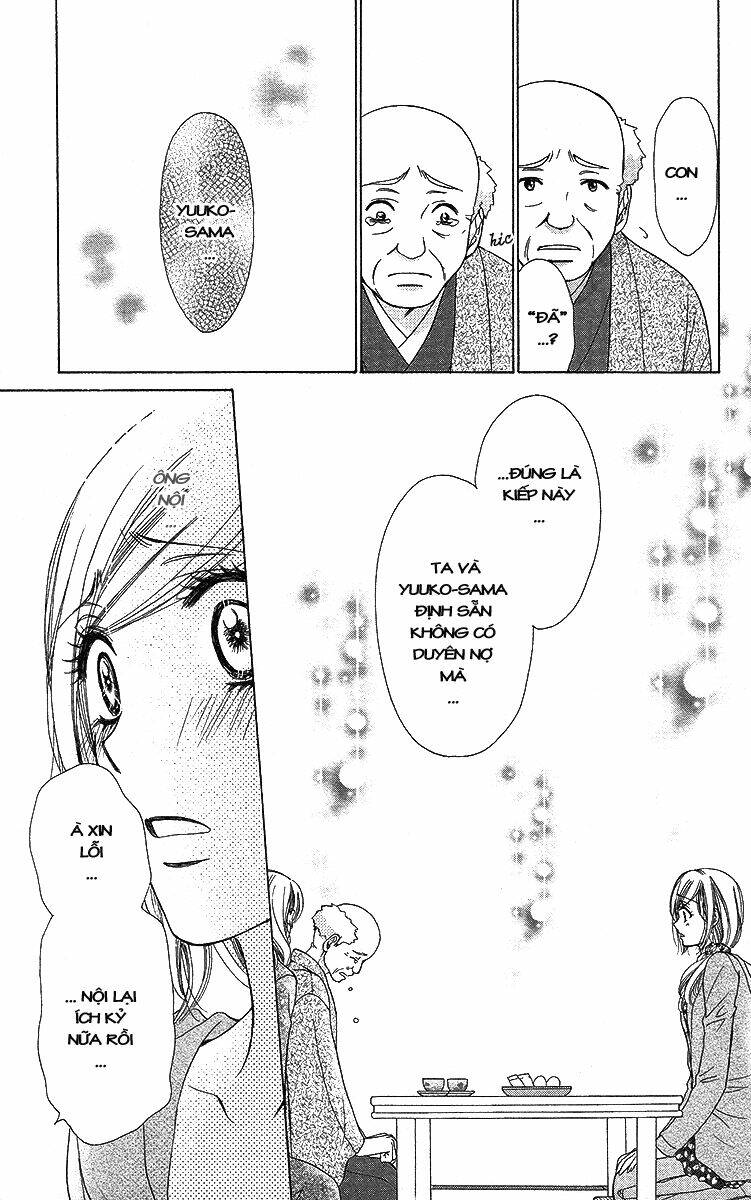 CON
...
"ĐÃ"
...?
hic
YUUKO-
SAMA
...
...ĐÚNG LÀ
KIẾP NÀY
...
TA VÀ
YUUKO-SAMA
ĐỊNH SẴN
KHÔNG CÓ
DUYÊN NỢ
MÀ
...
ÔNG
NỘI
...
À XIN
LỖI
...
... NỘI LẠI
ÍCH KỶ
NỮA RỒI
...